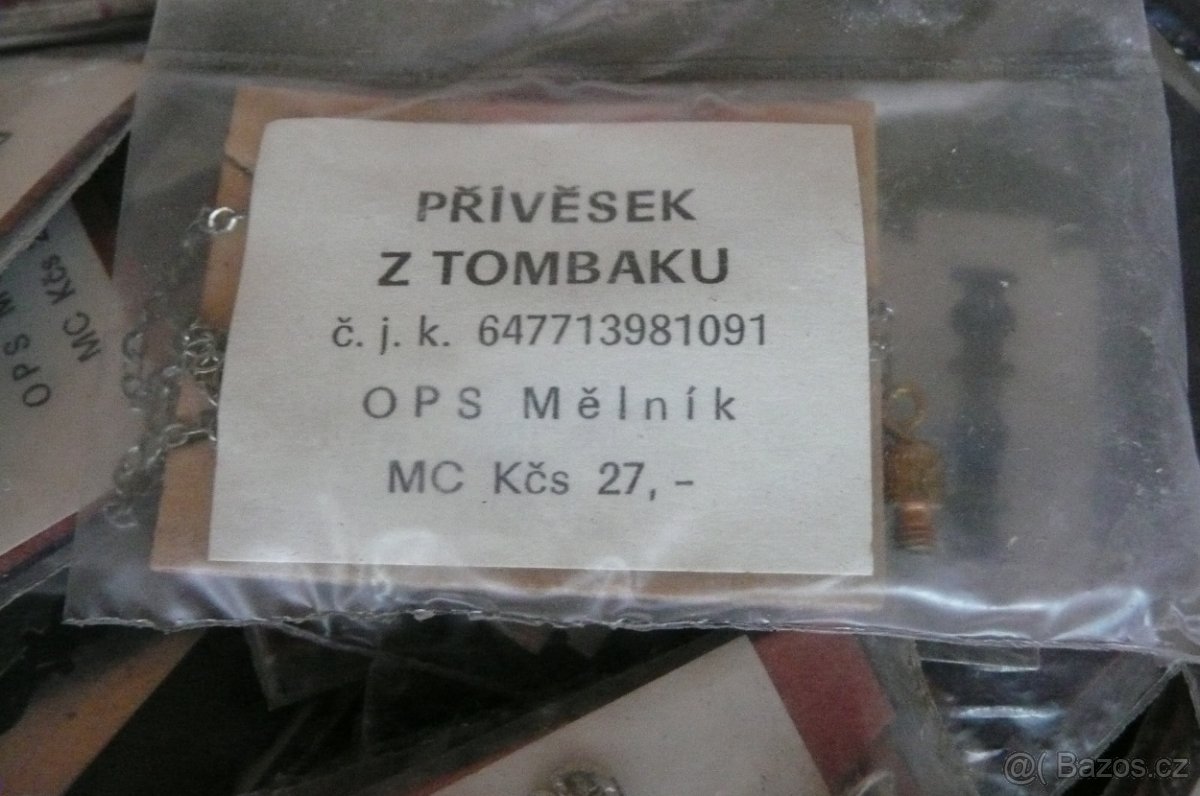 PŘÍVĚSEK
Z TOMBAKU
č. j. k. 647713981091
OPS Mělník
MC Kčs 27,-
OPS M
MC Kčs
@( Bazos.cz